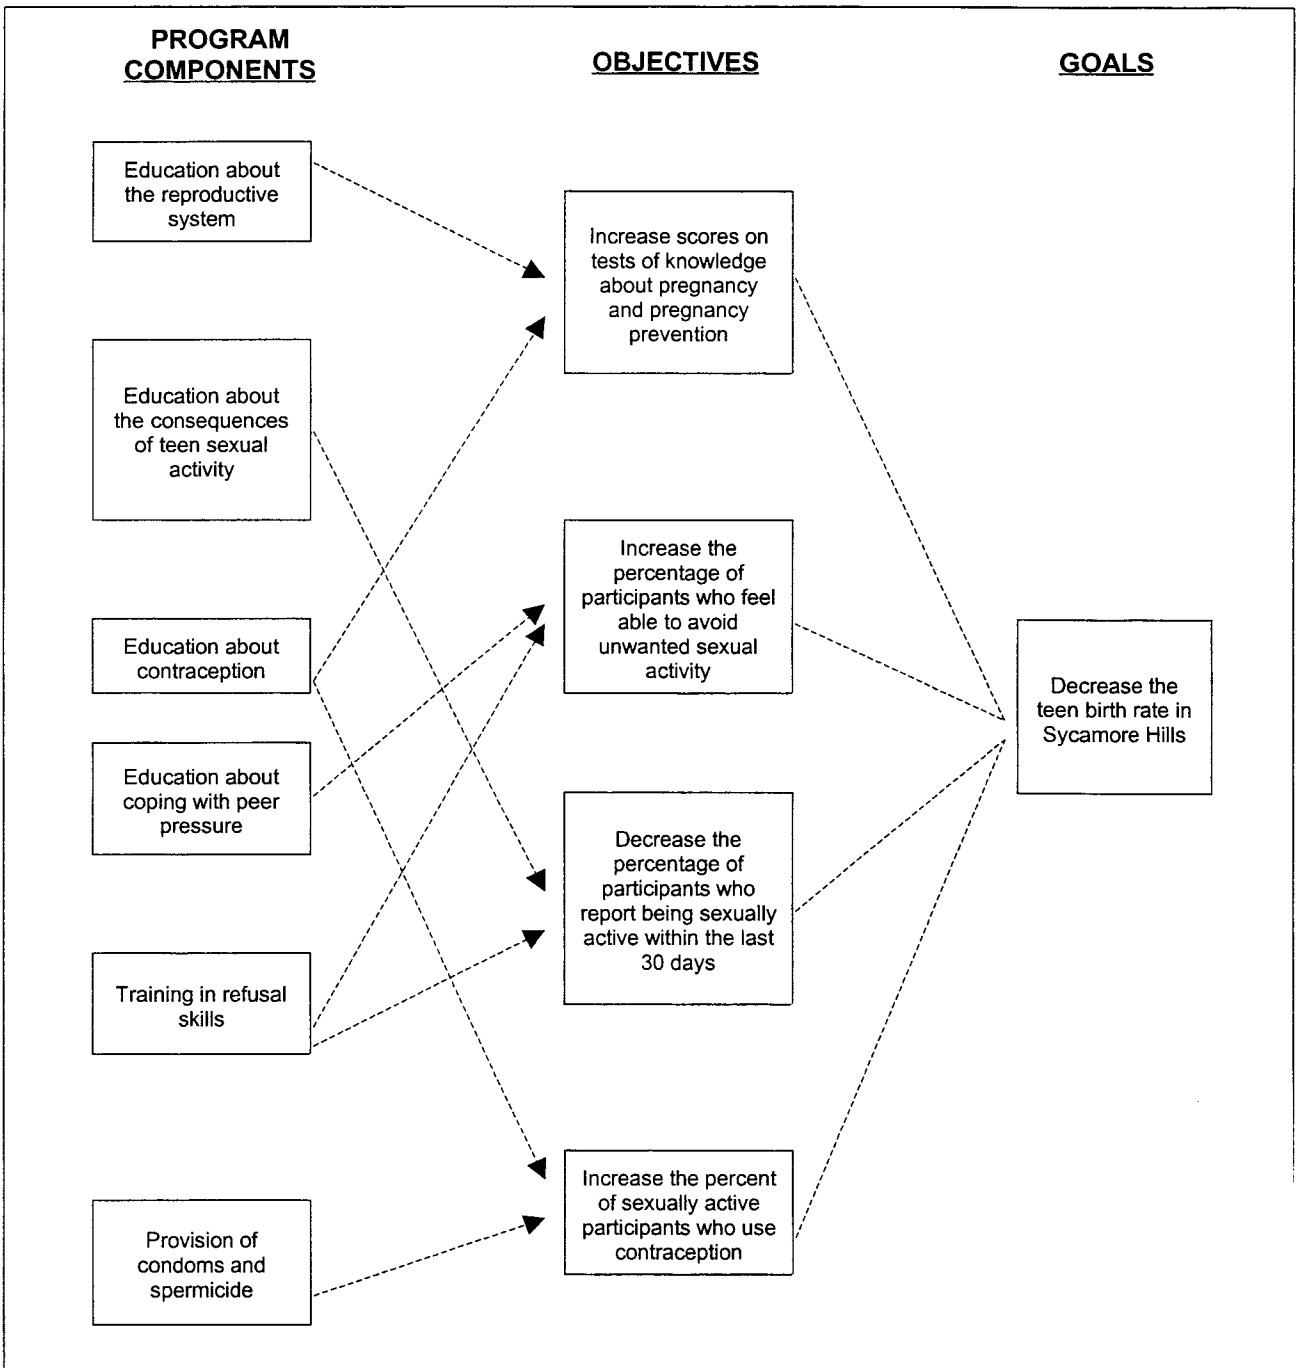 PROGRAM
COMPONENTS
OBJECTIVES
GOALS
Education about
the reproductive
system
Education about
the consequences
of teen sexual
activity
Education about
contraception
Education about
coping with peer
pressure
Training in refusal
skills
Provision of
condoms and
spermicide
Increase scores on
tests of knowledge
about pregnancy
and pregnancy
prevention
Increase the
percentage of
participants who feel
able to avoid
unwanted sexual
activity
Decrease the
percentage of
participants who
report being sexually
active within the last
30 days
Increase the percent
of sexually active
participants who use
contraception
Decrease the
teen birth rate in
Sycamore Hills